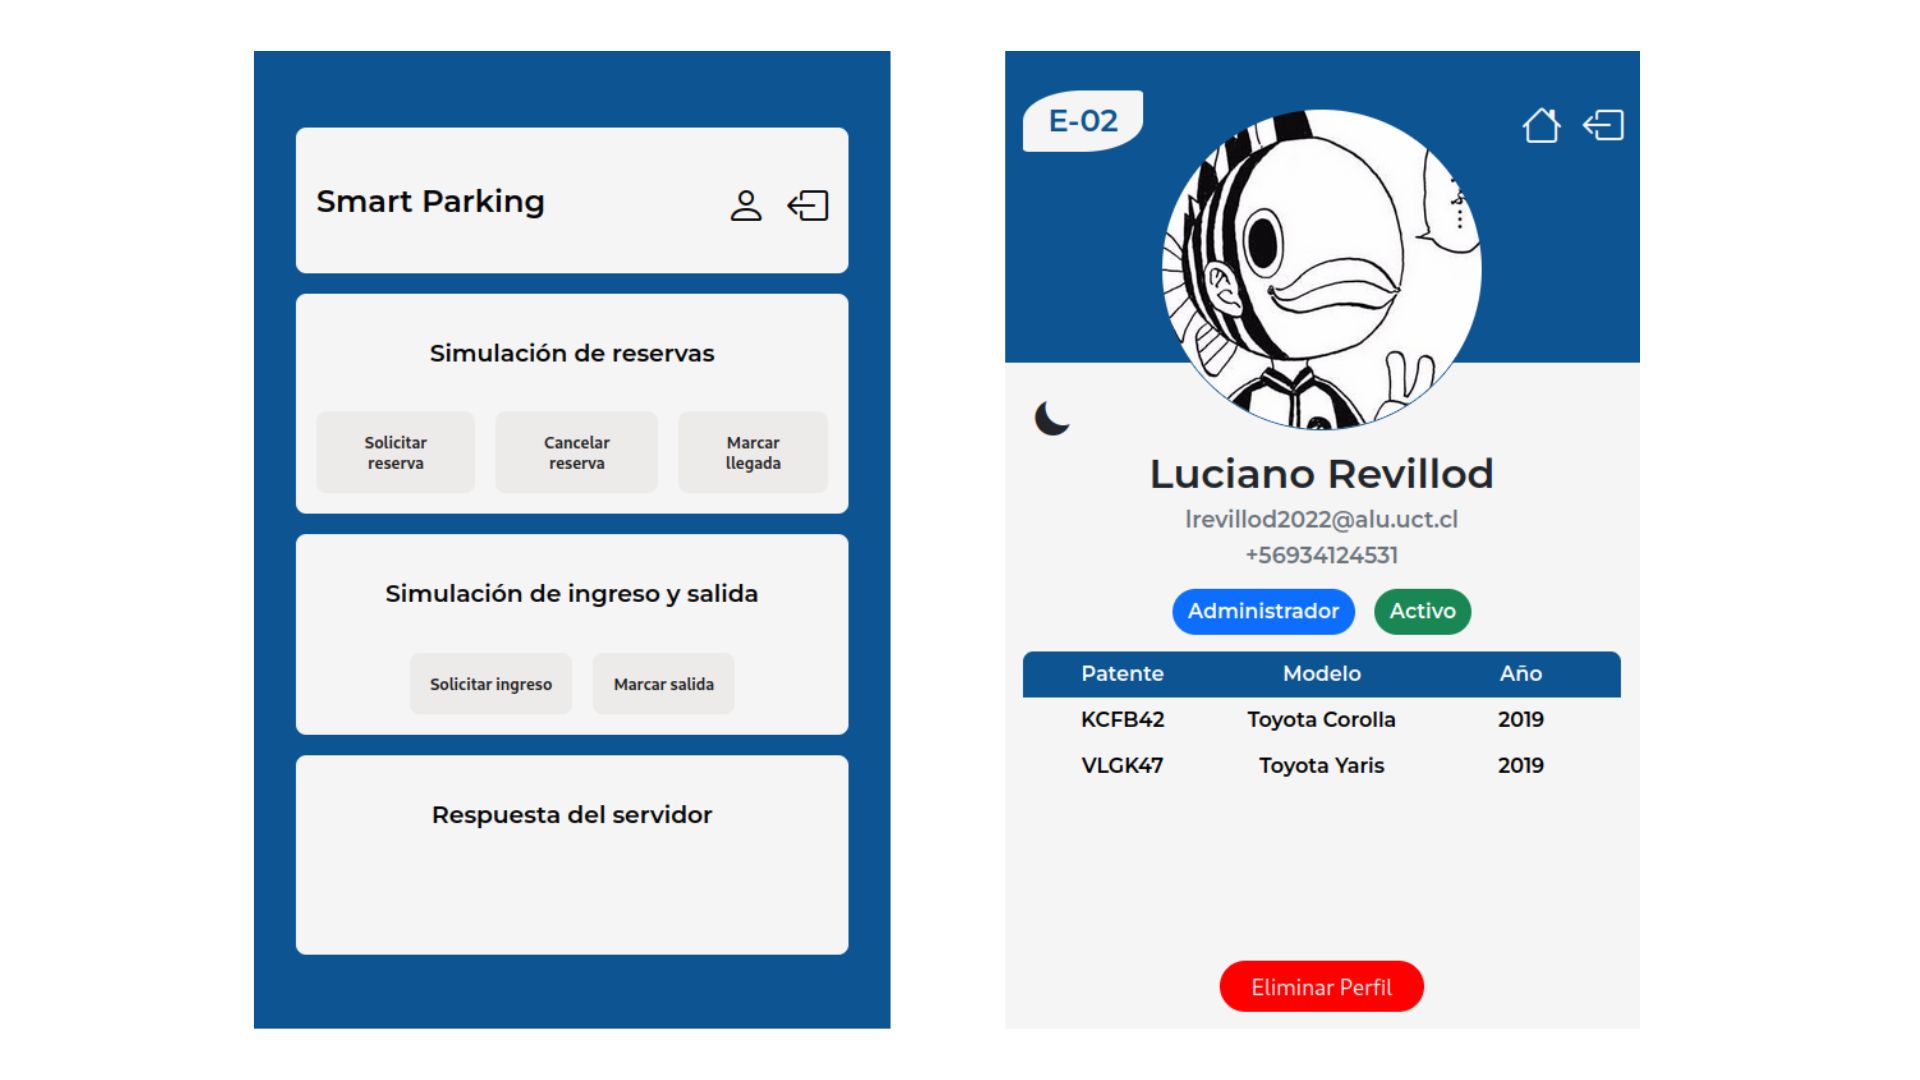 Smart Parking
Simulación de reservas
Solicitar reserva
Cancelar reserva
Marcar llegada
Simulación de ingreso y salida
Solicitar ingreso
Marcar salida
Respuesta del servidor
E-02
Luciano Revillod
lrevillod2022@alu.uct.cl
+56934124531
Administrador
Activo
Patente Modelo Año
KCFB42 Toyota Corolla 2019
VLGK47 Toyota Yaris 2019
Eliminar Perfil